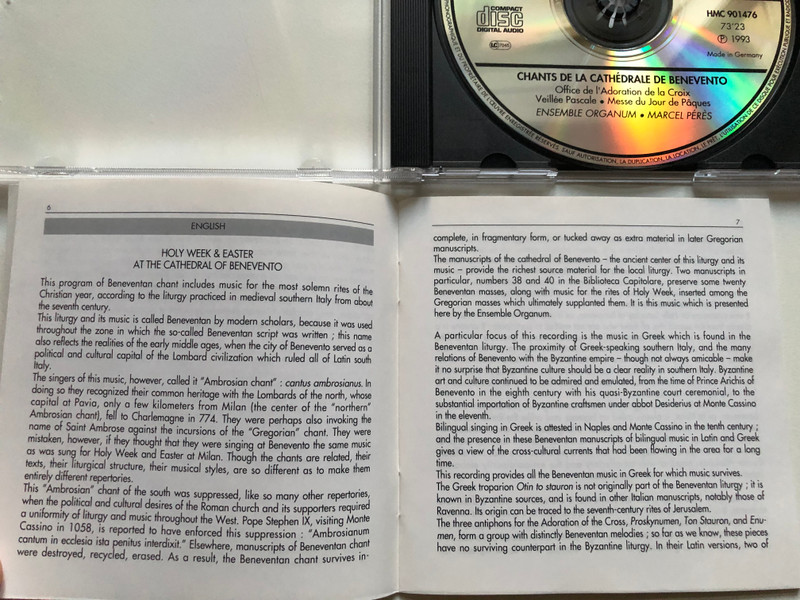 COMPACT
disc
DIGITAL AUDIO
HMC 901476
73'23
Ⓟ 1993
Made in Germany
CHANTS DE LA CATHÉDRALE DE BENEVENTO
Office de l'Adoration de la Croix
Veillée Pascale • Messe du Jour de Pâques
ENSEMBLE ORGANUM • MARCEL PÉRÈS
6
ENGLISH
HOLY WEEK & EASTER
AT THE CATHEDRAL OF BENEVENTO
This program of Beneventan chant includes music for the most solemn rites of the
Christian year, according to the liturgy practiced in medieval southern Italy from about
the seventh century.
This liturgy and its music is called Beneventan by modern scholars, because it was used
throughout the zone in which the so-called Beneventan script was written ; this name
also reflects the realities of the early middle ages, when the city of Benevento served as a
political and cultural capital of the Lombard civilization which ruled all of Latin south
Italy.
The singers of this music, however, called it "Ambrosian chant" : cantus ambrosianus. In
doing so they recognized their common heritage with the Lombards of the north, whose
capital at Pavia, only a few kilometers from Milan (the center of the "northern"
Ambrosian chant), fell to Charlemagne in 774. They were perhaps also invoking the
name of Saint Ambrose against the incursions of the "Gregorian" chant. They were
mistaken, however, if they thought that they were singing at Benevento the same music
as was sung for Holy Week and Easter at Milan. Though the chants are related, their
texts, their liturgical structure, their musical styles, are so different as to make them
entirely different repertories.
This "Ambrosian" chant of the south was suppressed, like so many other repertories,
when the political and cultural desires of the Roman church and its supporters required
a uniformity of liturgy and music throughout the West. Pope Stephen IX, visiting Monte
Cassino in 1058, is reported to have enforced this suppression : "Ambrosianum
cantum in ecclesia ista penitus interdixit." Elsewhere, manuscripts of Beneventan chant
were destroyed, recycled, erased. As a result, the Beneventan chant survives in-
7
complete, in fragmentary form, or tucked away as extra material in later Gregorian
manuscripts.
The manuscripts of the cathedral of Benevento – the ancient center of this liturgy and its
music – provide the richest source material for the local liturgy. Two manuscripts in
particular, numbers 38 and 40 in the Biblioteca Capitolare, preserve some twenty
Beneventan masses, along with music for the rites of Holy Week, inserted among the
Gregorian masses which ultimately supplanted them. It is this music which is presented
here by the Ensemble Organum.
A particular focus of this recording is the music in Greek which is found in the
Beneventan liturgy. The proximity of Greek-speaking southern Italy, and the many
relations of Benevento with the Byzantine empire – though not always amicable – make
it no surprise that Byzantine culture should be a clear reality in southern Italy. Byzantine
art and culture continued to be admired and emulated, from the time of Prince Arichis of
Benevento in the eighth century with his quasi-Byzantine court ceremonial, to the
substantial importation of Byzantine craftsmen under abbot Desiderius at Monte Cassino
in the eleventh.
Bilingual singing in Greek is attested in Naples and Monte Cassino in the tenth century ;
and the presence in these Beneventan manuscripts of bilingual music in Latin and Greek
gives a view of the cross-cultural currents that had been flowing in the area for a long
time.
This recording provides all the Beneventan music in Greek for which music survives.
The Greek troparion Otin to stauron is not originally part of the Beneventan liturgy ; it is
known in Byzantine sources, and is found in other Italian manuscripts, notably those of
Ravenna. Its origin can be traced to the seventh-century rites of Jerusalem.
The three antiphons for the Adoration of the Cross, Proskynumen, Ton Stauron, and Enu-
men, form a group with distinctly Beneventan melodies ; so far as we know, these pieces
have no surviving counterpart in the Byzantine liturgy. In their Latin versions, two of